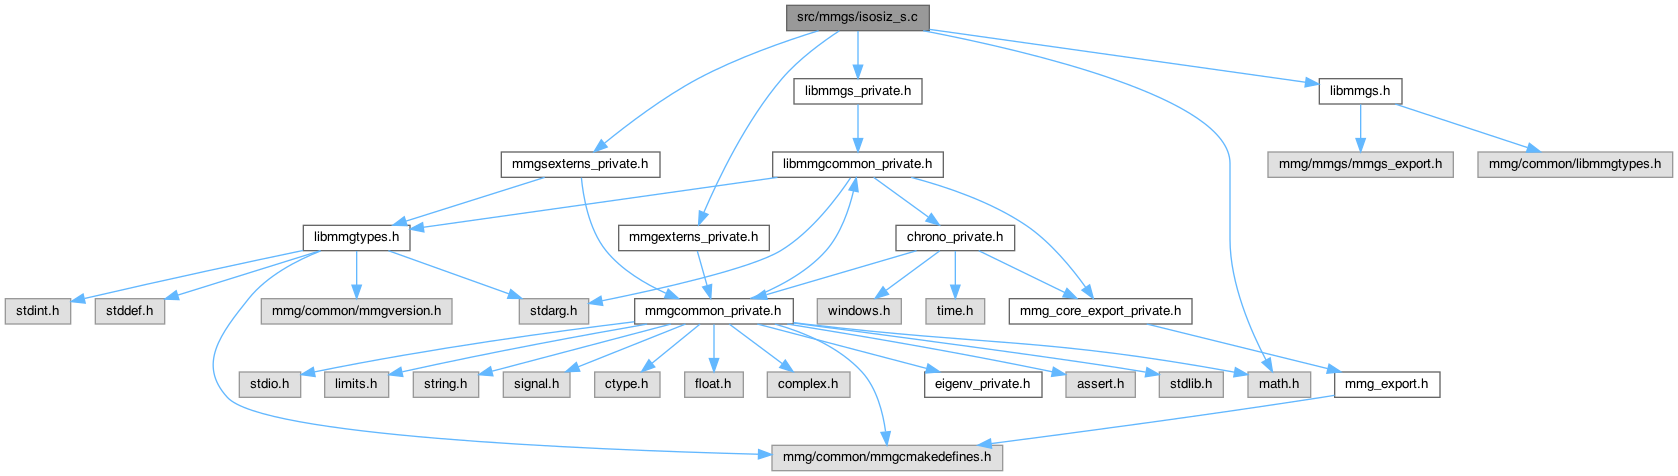 src/mmgs/isosiz_s.c
libmmgs_private.h
libmmgs.h
mmgsexterns_private.h
libmmgcommon_private.h
mmg/mmgs/mmgs_export.h
mmg/common/libmmgtypes.h
libmmgtypes.h
mmgexterns_private.h
chrono_private.h
stdint.h
stddef.h
mmg/common/mmgversion.h
stdarg.h
mmgcommon_private.h
windows.h
time.h
mmg_core_export_private.h
stdio.h
limits.h
string.h
signal.h
ctype.h
float.h
complex.h
eigenv_private.h
assert.h
stdlib.h
math.h
mmg_export.h
mmg/common/mmgcmakedefines.h